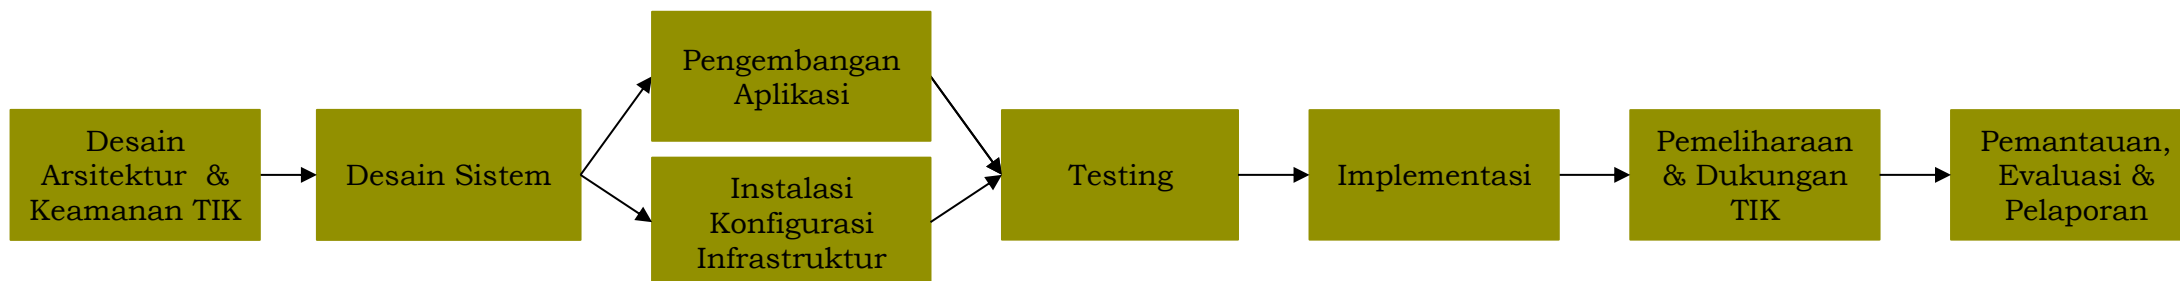 Desain
Arsitektur &
Keamanan TIK
Desain Sistem
Pengembangan
Aplikasi
Instalasi
Konfigurasi
Infrastruktur
Testing
Implementasi
Pemeliharaan
& Dukungan
TIK
Pemantauan,
Evaluasi &
Pelaporan